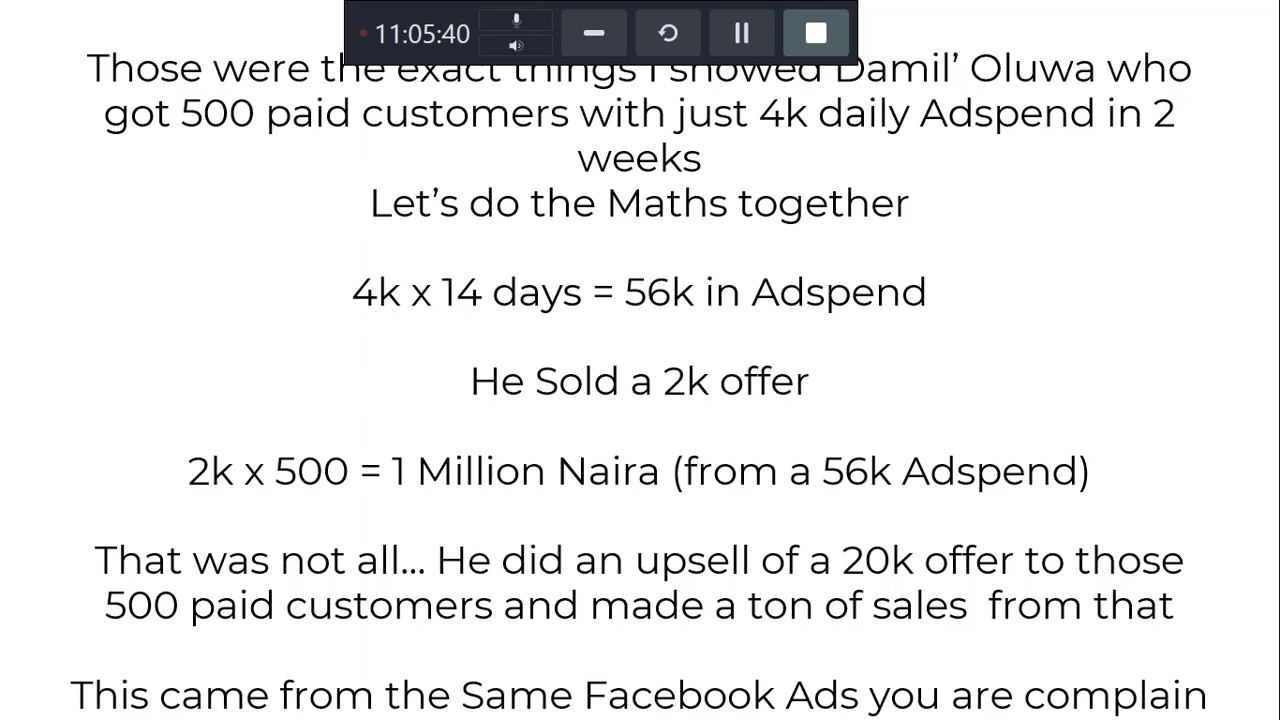 11:05:40
Those were the exact things I showed Damil’ Oluwa who
got 500 paid customers with just 4k daily Adspend in 2
weeks
Let’s do the Maths together
4k x 14 days = 56k in Adspend
He Sold a 2k offer
2k x 500 = 1 Million Naira (from a 56k Adspend)
That was not all... He did an upsell of a 20k offer to those
500 paid customers and made a ton of sales  from that
This came from the Same Facebook Ads you are complain